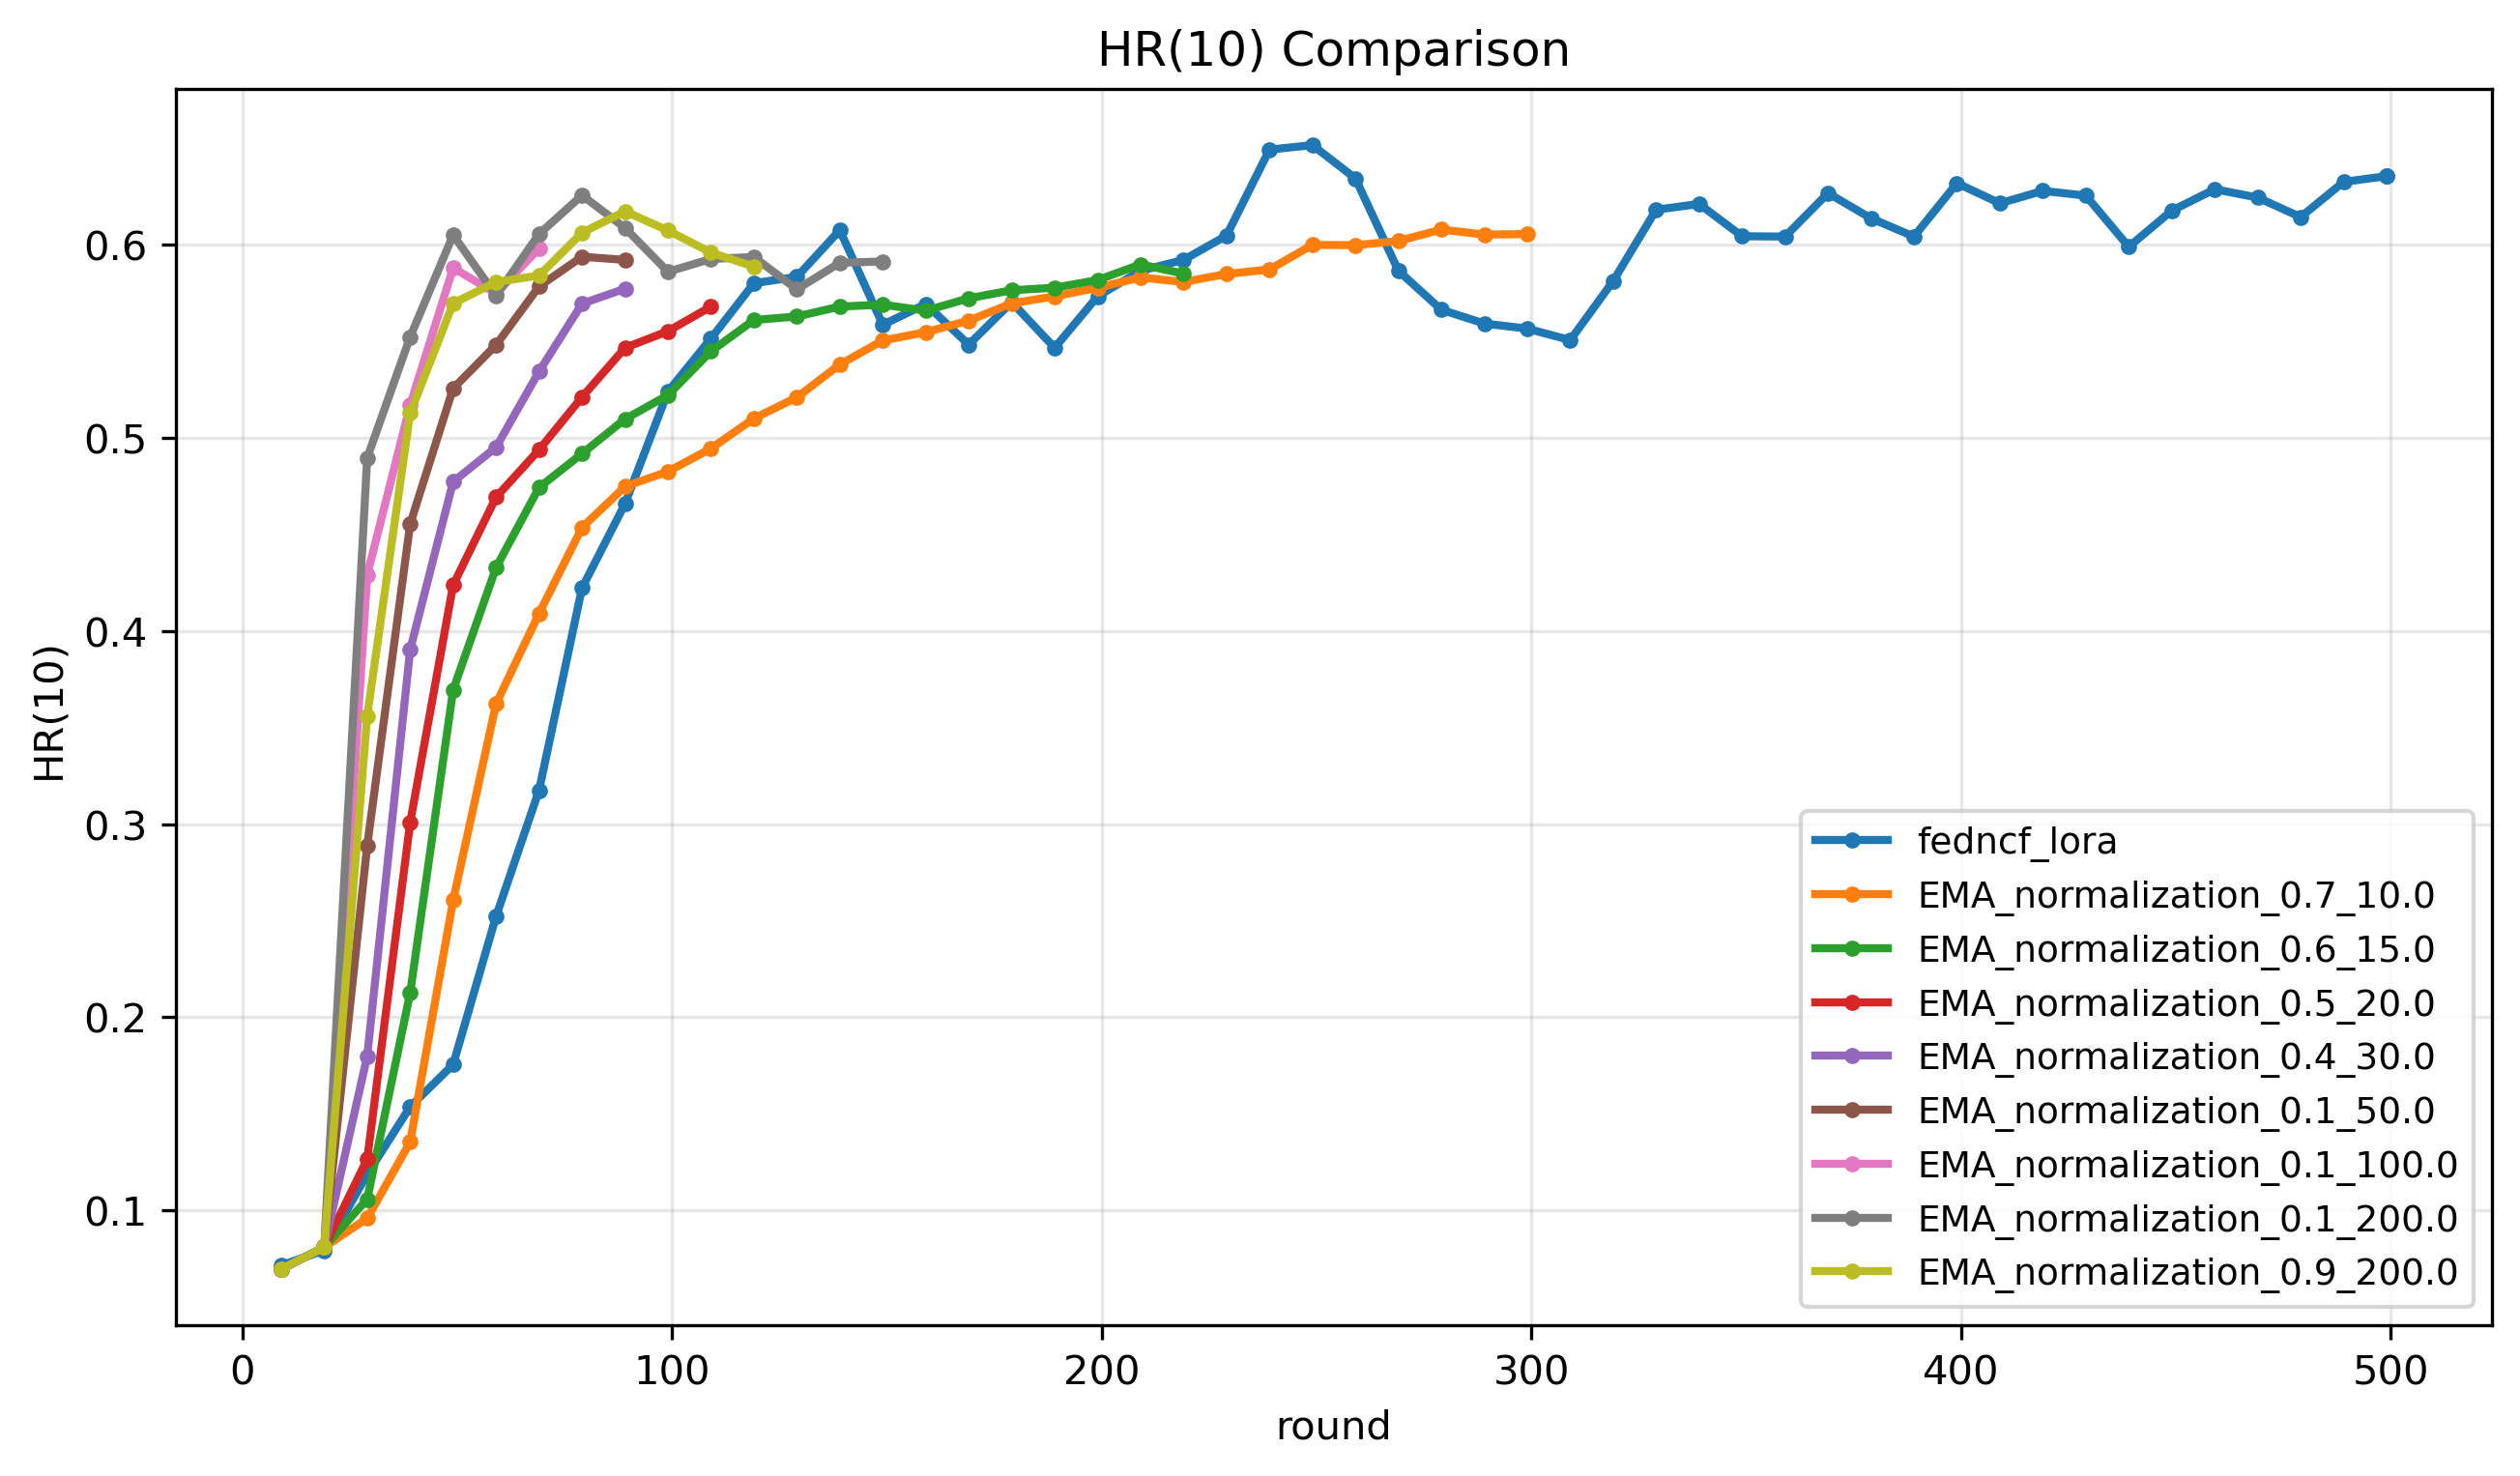 HR(10) Comparison
HR(10)
0.6
0.5
0.4
0.3
0.2
0.1
0 100 200 300 400 500
round
fedncf_lora
EMA_normalization_0.7_10.0
EMA_normalization_0.6_15.0
EMA_normalization_0.5_20.0
EMA_normalization_0.4_30.0
EMA_normalization_0.1_50.0
EMA_normalization_0.1_100.0
EMA_normalization_0.1_200.0
EMA_normalization_0.9_200.0